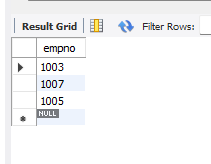 Result Grid Filter Rows:
empno
1003
1007
1005
NULL